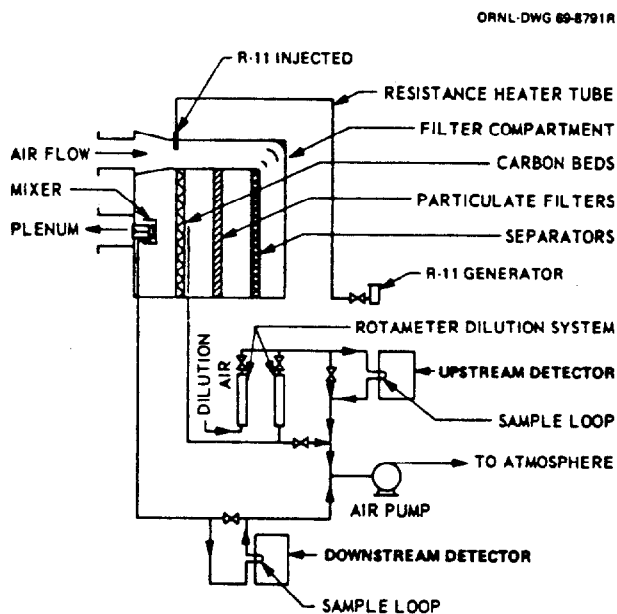 ORNL-DWG 69-8791R
R-11 INJECTED
RESISTANCE HEATER TUBE
AIR FLOW
FILTER COMPARTMENT
CARBON BEDS
MIXER
PARTICULATE FILTERS
PLENUM
SEPARATORS
R-11 GENERATOR
ROTAMETER DILUTION SYSTEM
DILUTION
AIR
UPSTREAM DETECTOR
SAMPLE LOOP
TO ATMOSPHERE
AIR PUMP
DOWNSTREAM DETECTOR
SAMPLE LOOP